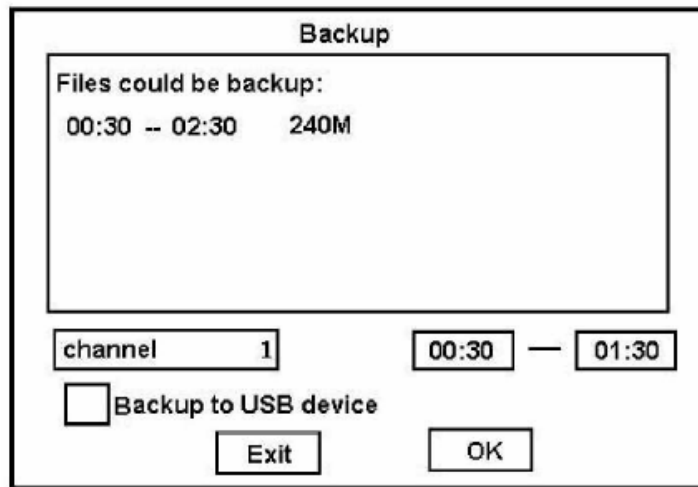 Backup
Files could be backup:
00:30 -- 02:30 240M
channel 1 00:30 — 01:30
Backup to USB device
Exit OK